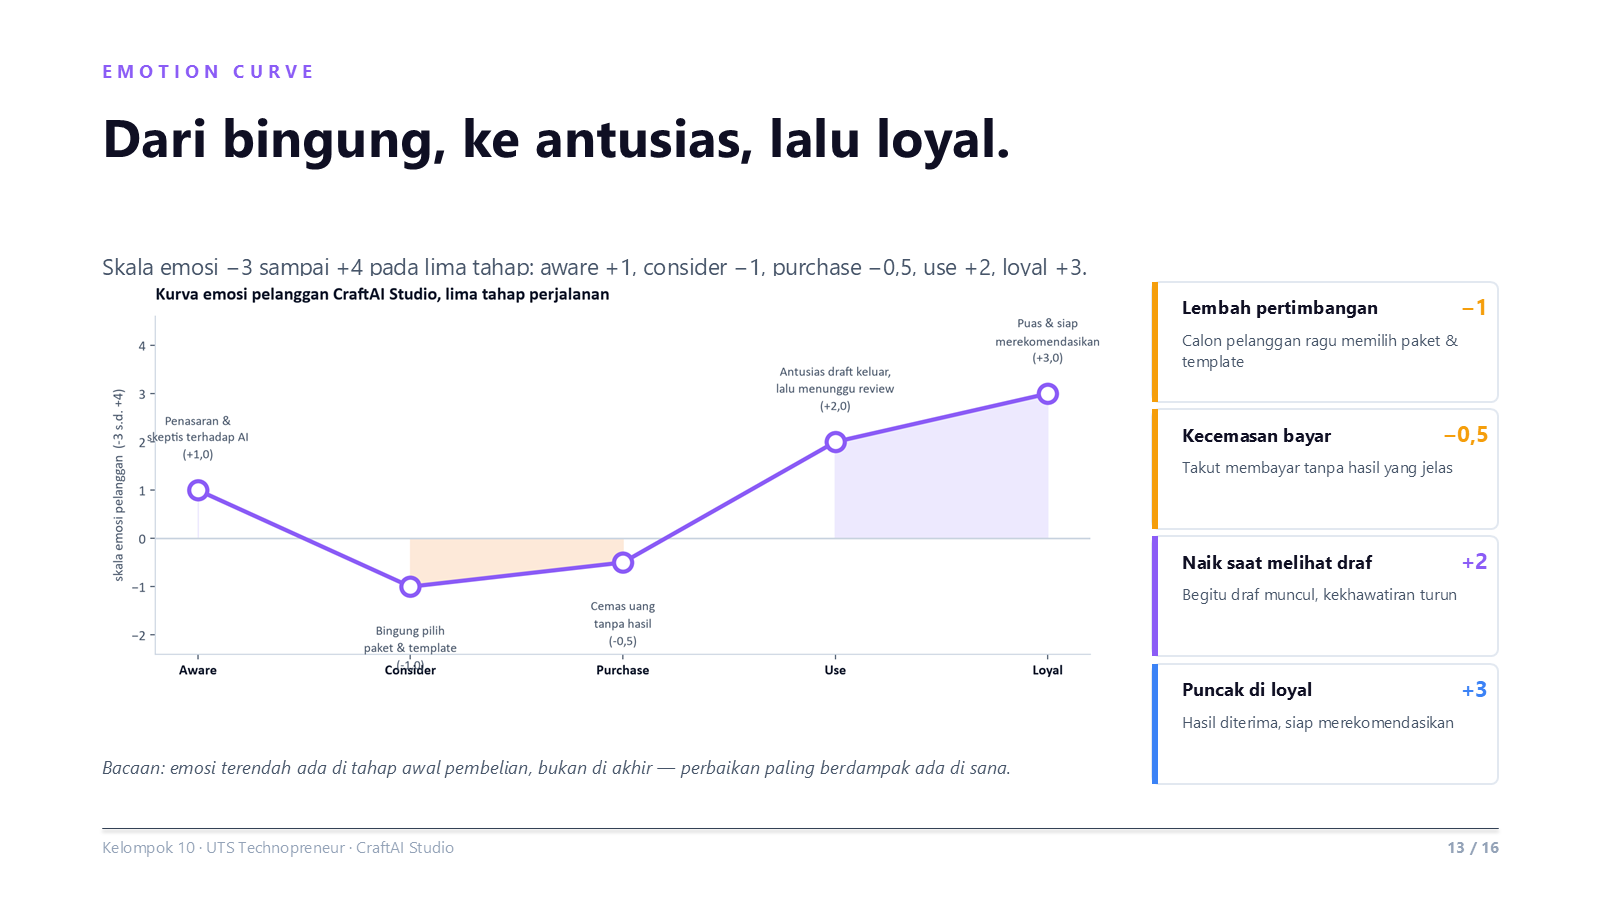 EMOTION CURVE
Dari bingung, ke antusias, lalu loyal.
Skala emosi −3 sampai +4 pada lima tahap: aware +1, consider −1, purchase −0,5, use +2, loyal +3.
Kurva emosi pelanggan CraftAI Studio, lima tahap perjalanan
skala emosi pelanggan (-3 s.d. +4)
4
3
2
1
0
−1
−2
Penasaran &
skeptis terhadap AI
(+1,0)
Bingung pilih
paket & template
(-1,0)
Cemas uang
tanpa hasil
(-0,5)
Antusias draft keluar,
lalu menunggu review
(+2,0)
Puas & siap
merekomendasikan
(+3,0)
Aware
Consider
Purchase
Use
Loyal
Lembah pertimbangan −1
Calon pelanggan ragu memilih paket &
template
Kecemasan bayar −0,5
Takut membayar tanpa hasil yang jelas
Naik saat melihat draf +2
Begitu draf muncul, kekhawatiran turun
Puncak di loyal +3
Hasil diterima, siap merekomendasikan
Bacaan: emosi terendah ada di tahap awal pembelian, bukan di akhir — perbaikan paling berdampak ada di sana.
Kelompok 10 · UTS Technopreneur · CraftAI Studio
13 / 16